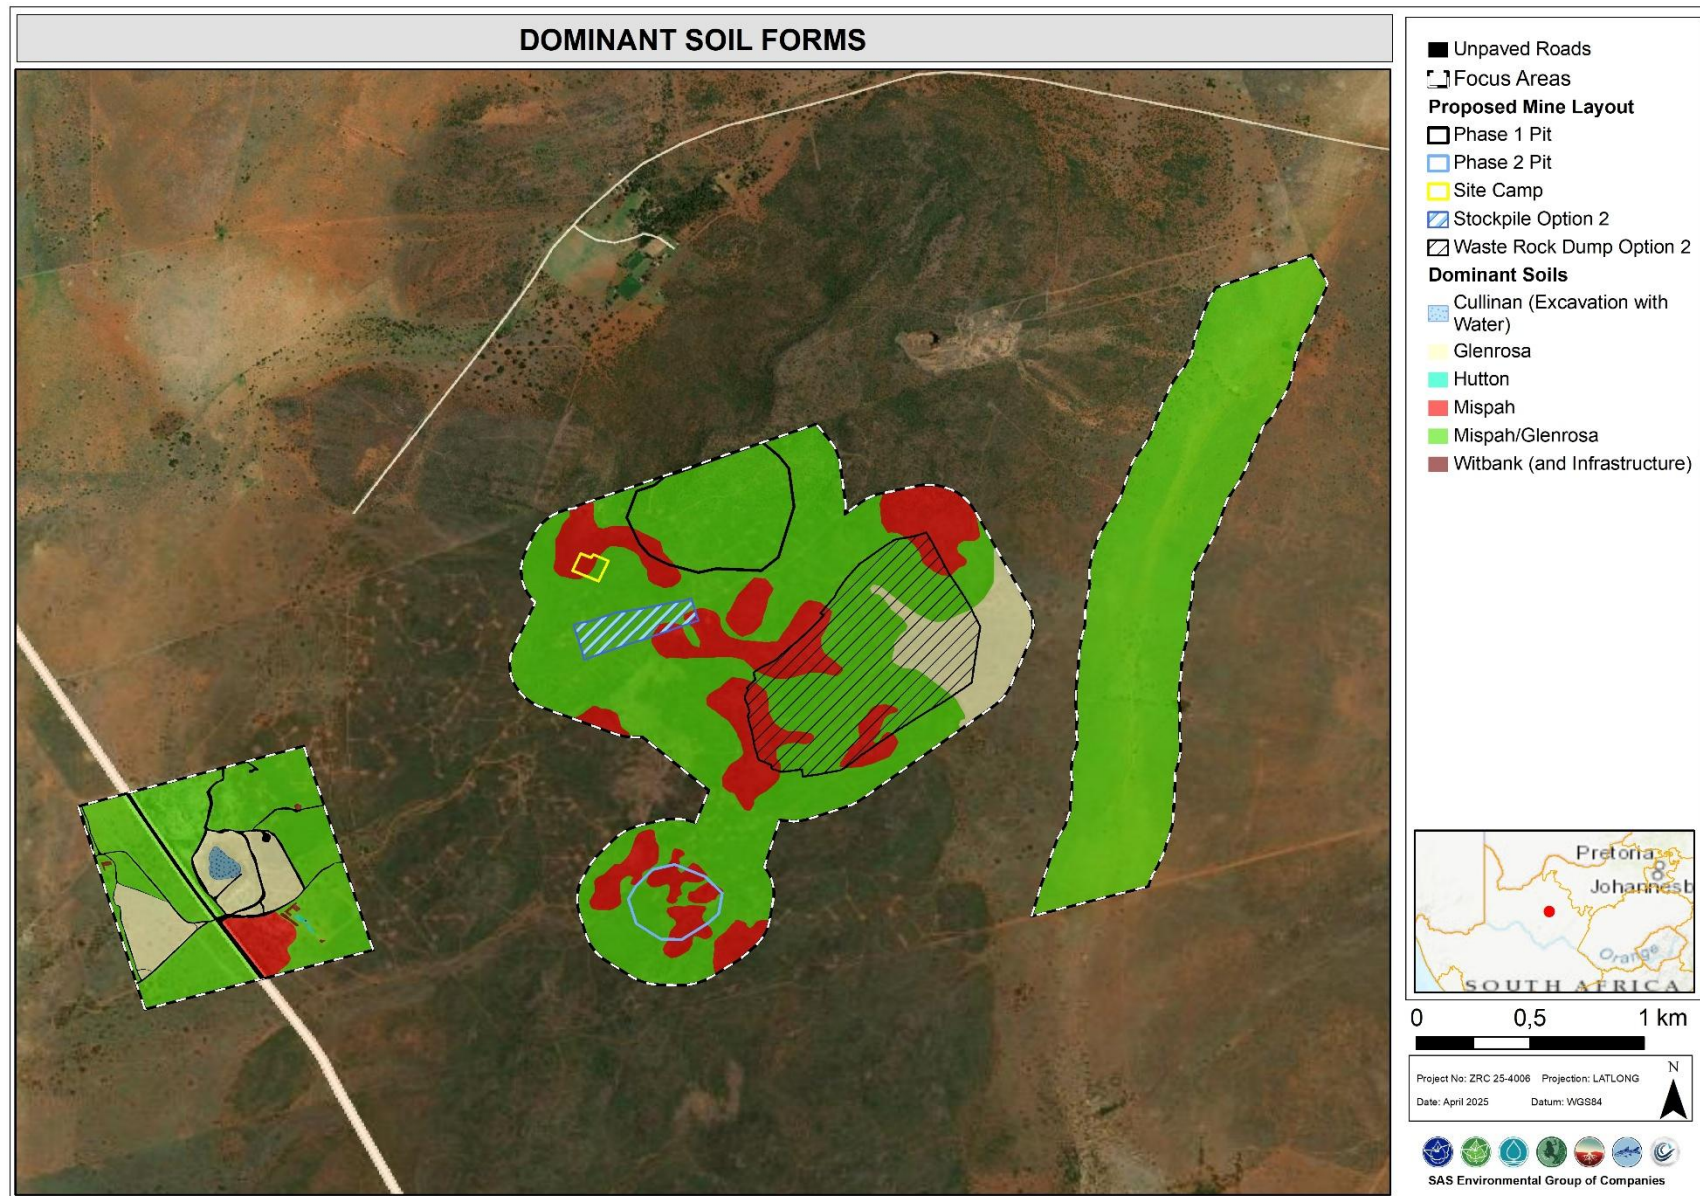 DOMINANT SOIL FORMS
Unpaved Roads
Focus Areas
Proposed Mine Layout
Phase 1 Pit
Phase 2 Pit
Site Camp
Stockpile Option 2
Waste Rock Dump Option 2
Dominant Soils
Cullinan (Excavation with
Water)
Glenrosa
Hutton
Mispah
Mispah/Glenrosa
Witbank (and Infrastructure)
Pretoria
Johannesb
Orange
SOUTH AFRICA
0 0,5 1 km
Project No: ZRC 25-4006 Projection: LATLONG
Date: April 2025 Datum: WGS84
N
SAS Environmental Group of Companies